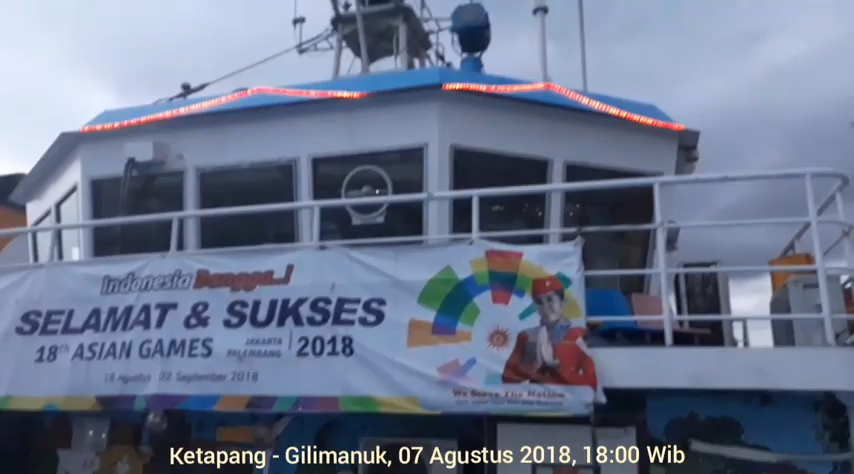 Indonesia Bangga..!
SELAMAT & SUKSES
18th ASIAN GAMES
JAKARTA
PALEMBANG
2018
18 Agustus - 02 September 2018
We Serve The Nation
Ketapang - Gilimanuk, 07 Agustus 2018, 18:00 Wib